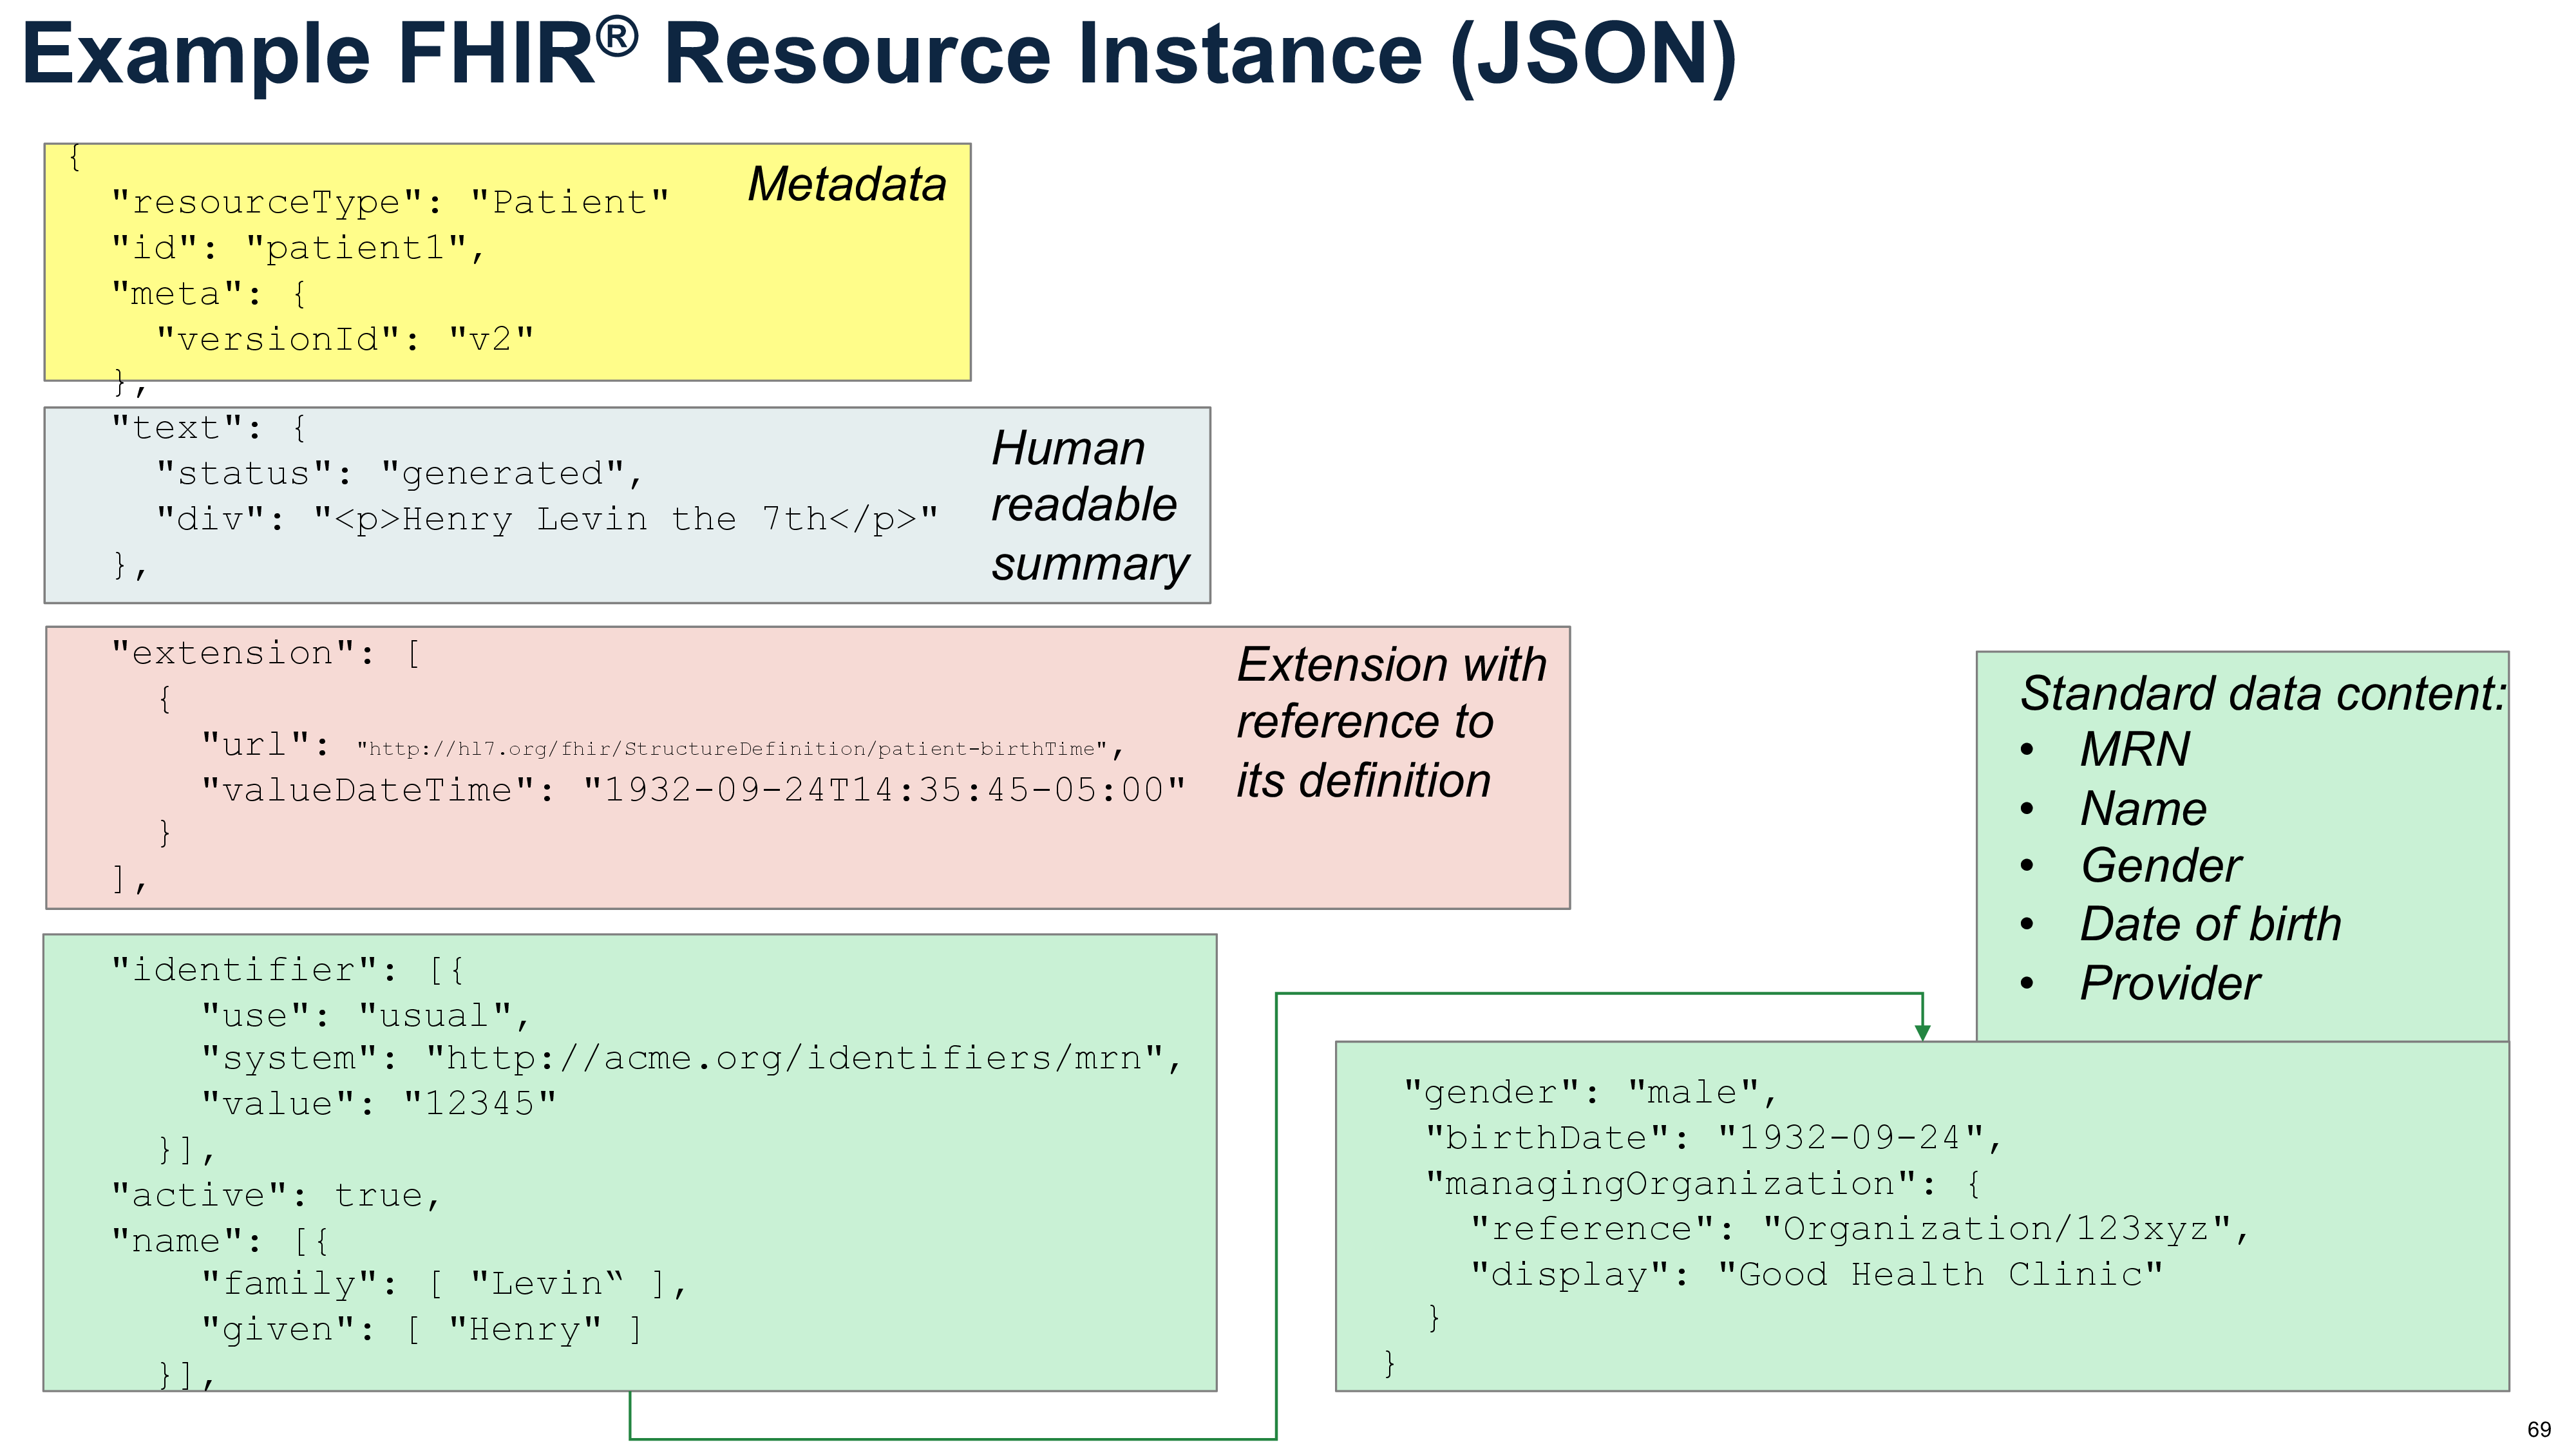 Example FHIR® Resource Instance (JSON)
{
"resourceType": "Patient"
"id": "patient1",
"meta": {
"versionId": "v2"
},
Metadata
"text": {
"status": "generated",
"div": "<p>Henry Levin the 7th</p>"
},
Human
readable
summary
"extension": [
{
"url": "http://hl7.org/fhir/StructureDefinition/patient-birthTime",
"valueDateTime": "1932-09-24T14:35:45-05:00"
}
],
Extension with
reference to
its definition
"identifier": [{
"use": "usual",
"system": "http://acme.org/identifiers/mrn",
"value": "12345"
}],
"active": true,
"name": [{
"family": [ "Levin“ ],
"given": [ "Henry" ]
}],
Standard data content:
• MRN
• Name
• Gender
• Date of birth
• Provider
"gender": "male",
"birthDate": "1932-09-24",
"managingOrganization": {
"reference": "Organization/123xyz",
"display": "Good Health Clinic"
}
}
69